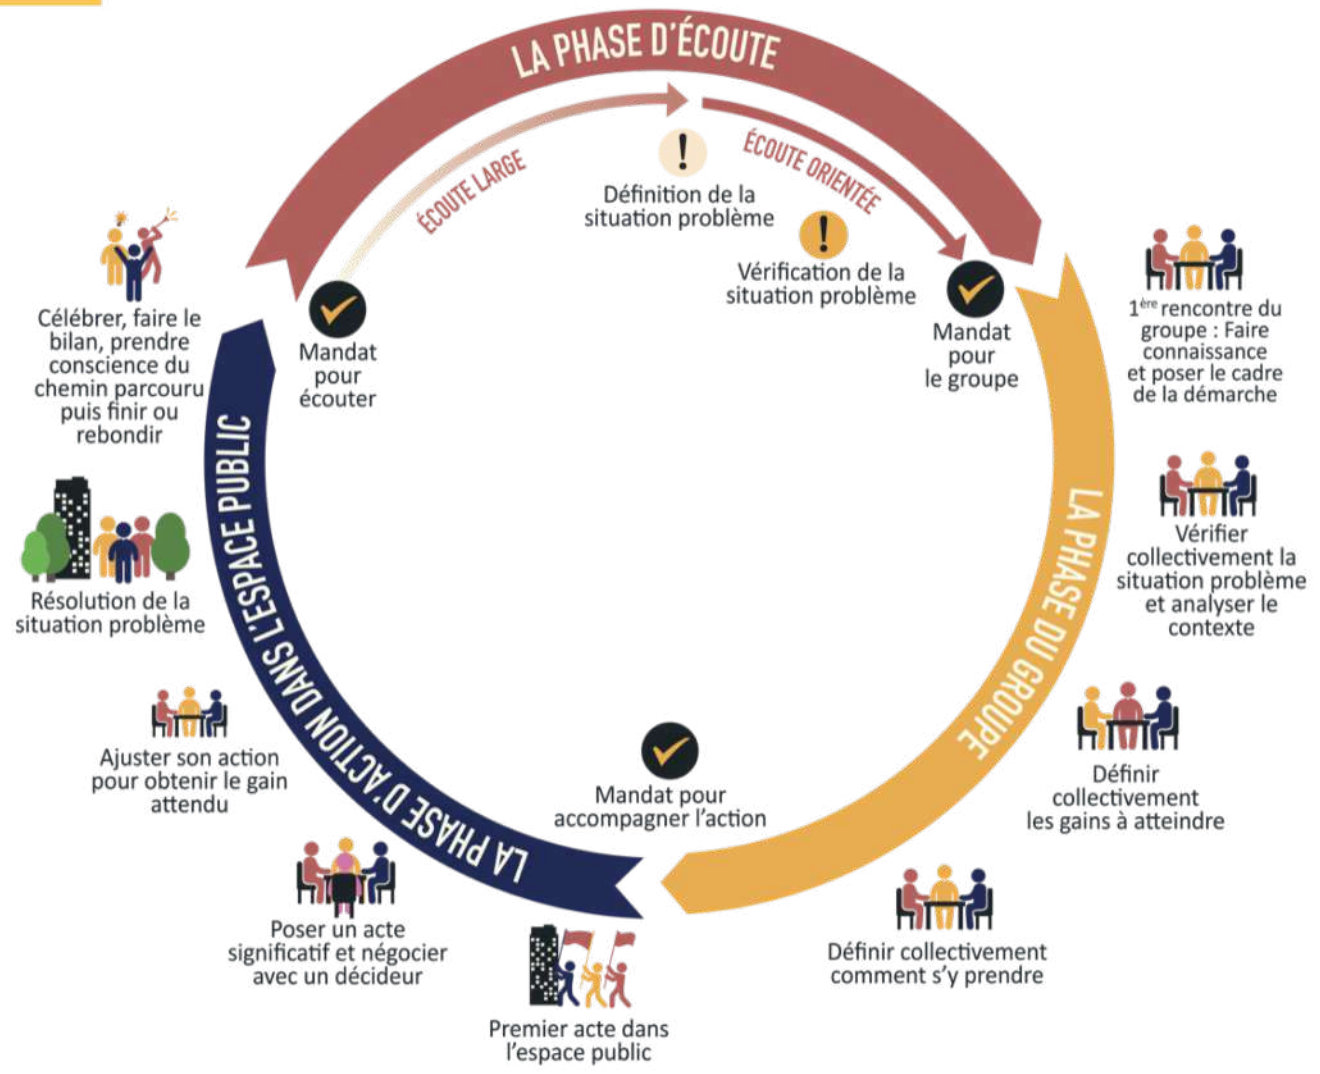 LA PHASE D'ÉCOUTE
ÉCOUTE LARGE
ÉCOUTE ORIENTÉE
Définition de la
situation problème
Vérification de la
situation problème
Mandat
pour
écouter
Mandat
pour
le groupe
LA PHASE DU GROUPE
1ère rencontre du
groupe : Faire
connaissance
et poser le cadre
de la démarche
Vérifier
collectivement la
situation problème
et analyser le
contexte
Définir
collectivement
les gains à atteindre
Définir collectivement
comment s'y prendre
Mandat pour
accompagner l'action
LA PHASE D'ACTION DANS L'ESPACE PUBLIC
Premier acte dans
l'espace public
Poser un acte
significatif et négocier
avec un décideur
Ajuster son action
pour obtenir le gain
attendu
Résolution de la
situation problème
Célébrer, faire le
bilan, prendre
conscience du
chemin parcouru
puis finir ou
rebondir